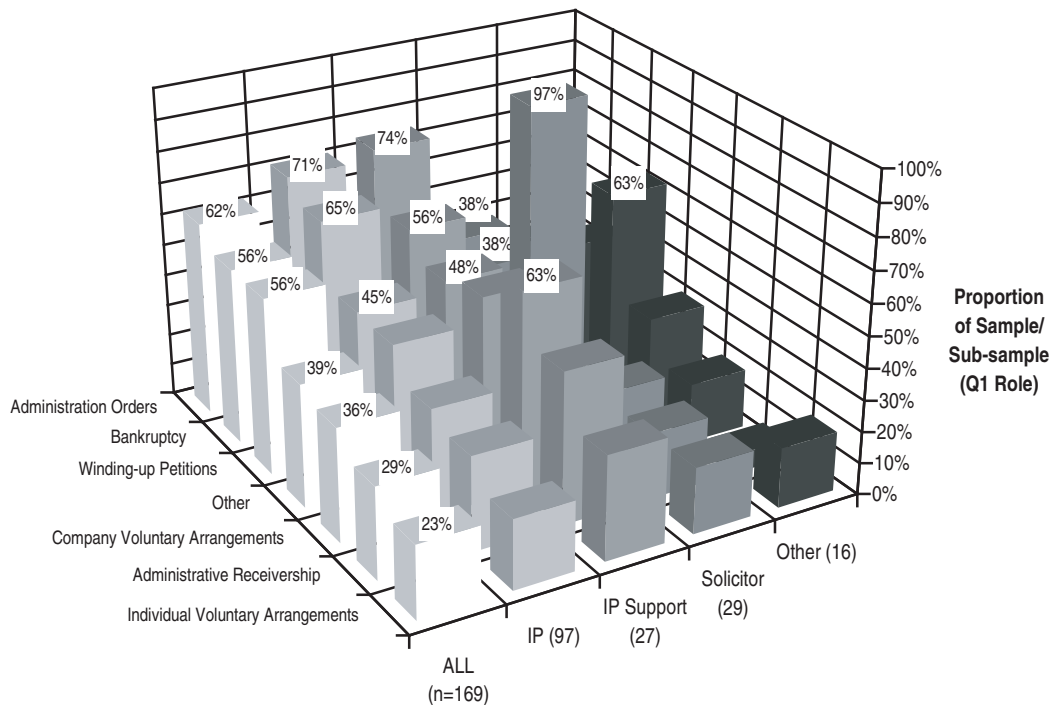 97%
74%
71%
63%
62%
65%
56%
38%
38%
56%
48%
63%
56%
45%
39%
36%
29%
23%
100%
90%
80%
70%
60%
50%
40%
30%
20%
10%
0%
Proportion
of Sample/
Sub-sample
(Q1 Role)
Administration Orders
Bankruptcy
Winding-up Petitions
Other
Company Voluntary Arrangements
Administrative Receivership
Individual Voluntary Arrangements
ALL
(n=169)
IP (97)
IP Support
(27)
Solicitor
(29)
Other (16)